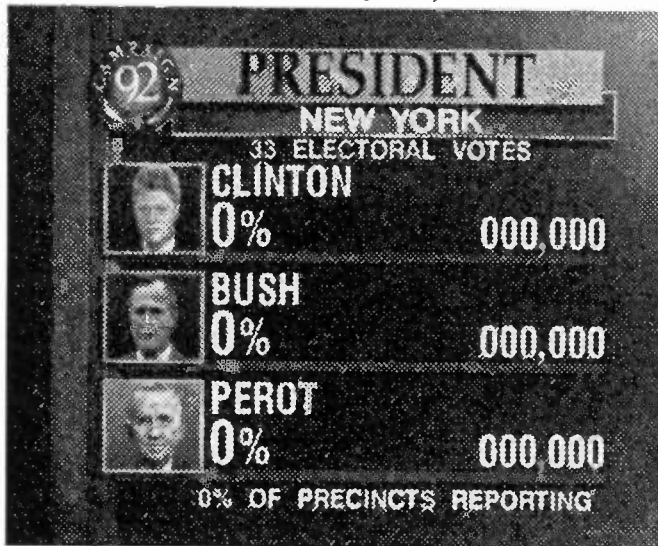 CAMPAIGN
92
PRESIDENT
NEW YORK
33 ELECTORAL VOTES
CLINTON
0% 000,000
BUSH
0% 000,000
PEROT
0% 000,000
0% OF PRECINCTS REPORTING